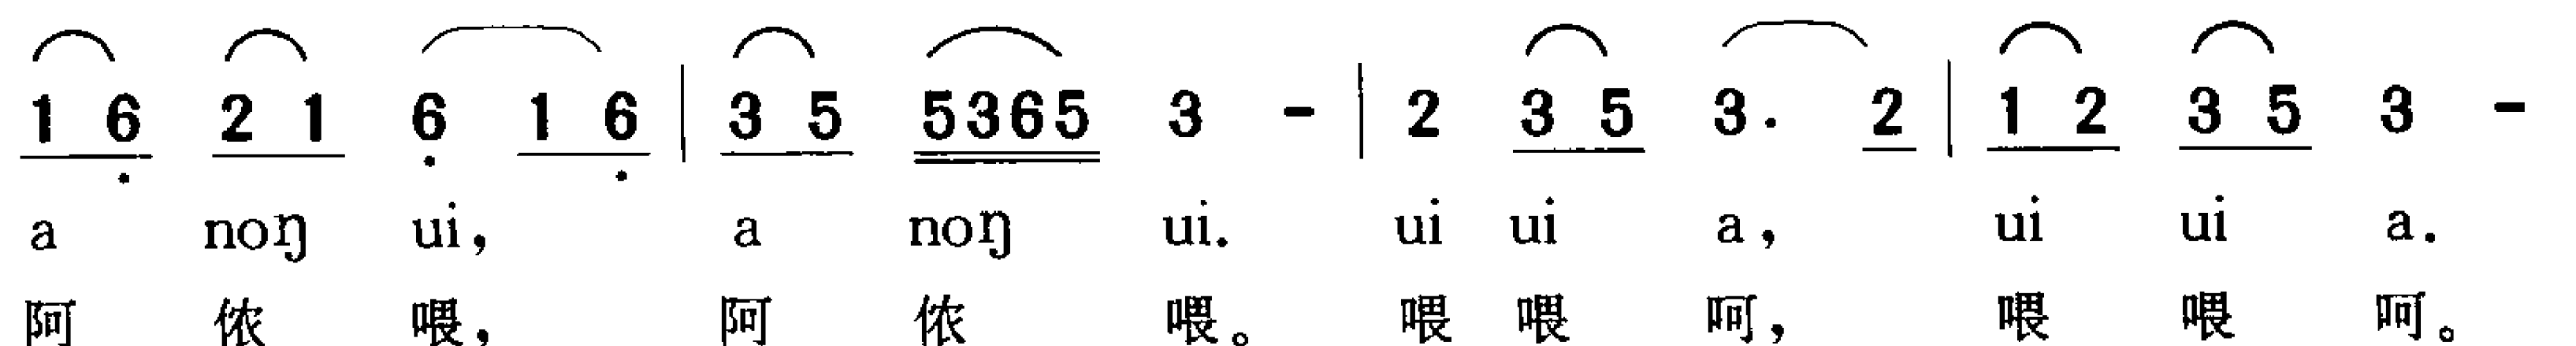 1 6 2 1 6 1 6 | 3 5 5365 3 - | 2 3 5 3. 2 | 1 2 3 5 3 -
a noŋ ui, a noŋ ui. ui ui a, ui ui a.
阿 侬 喂, 阿 侬 喂。 喂 喂 呵, 喂 喂 呵。